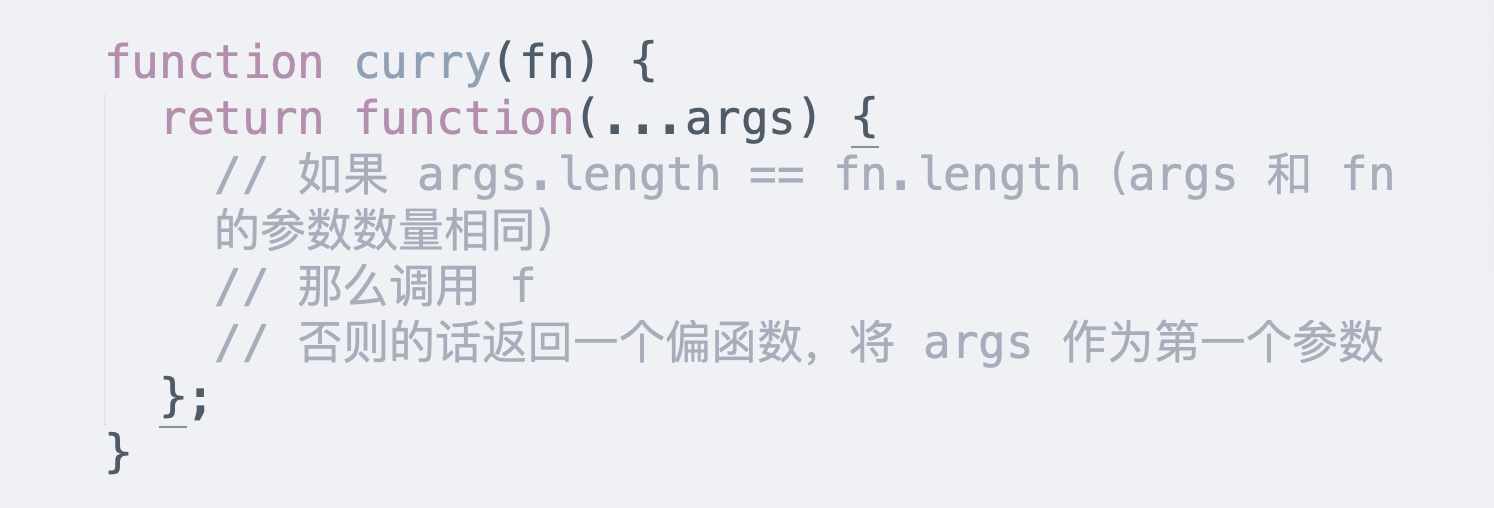 function curry(fn) {
return function(...args) {
// 如果 args.length == fn.length（args 和 fn
的参数数量相同）
// 那么调用 f
// 否则的话返回一个偏函数，将 args 作为第一个参数
};
}